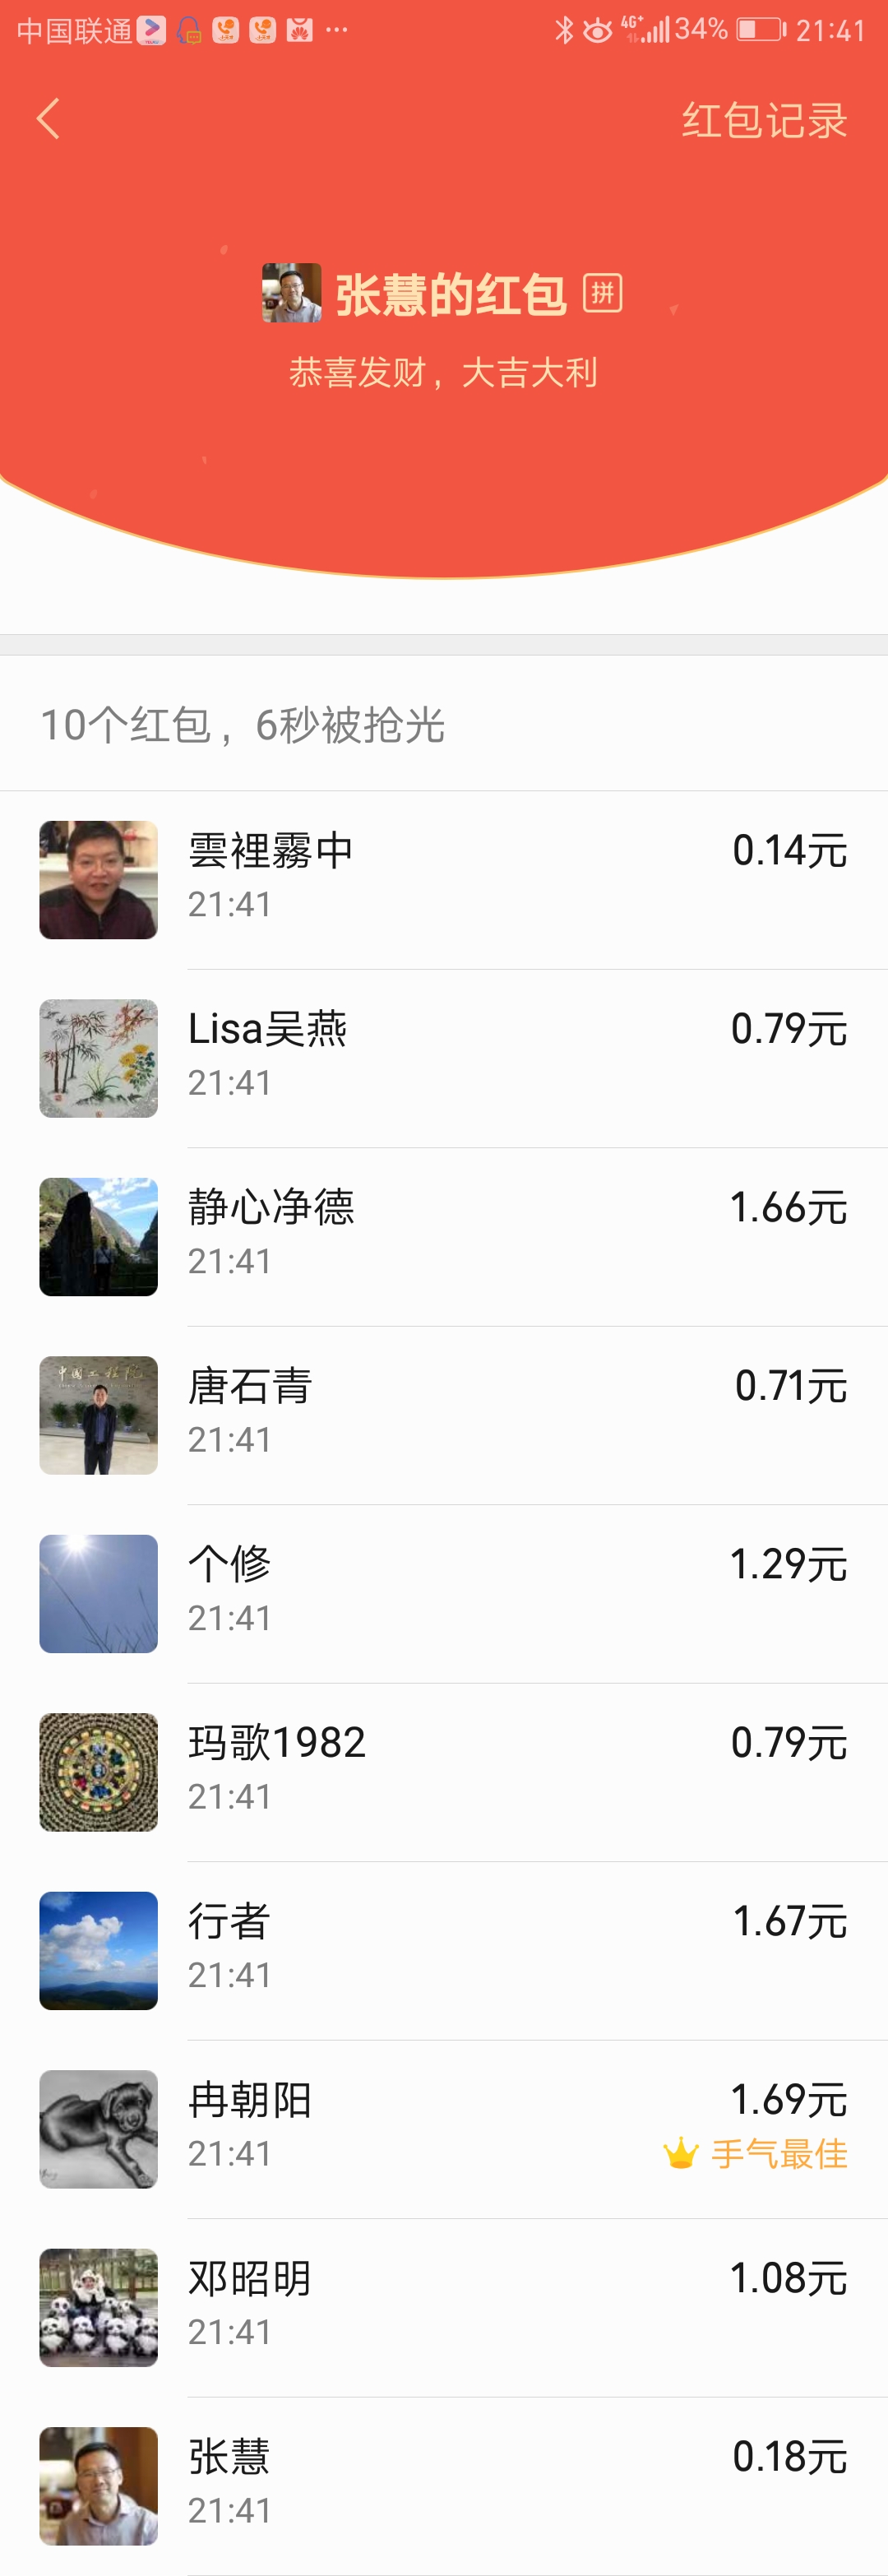 中国联通 4G+ 34% 21:41
红包记录
张慧的红包 拼
恭喜发财，大吉大利
10个红包，6秒被抢光
雲裡霧中 0.14元
21:41
Lisa吴燕 0.79元
21:41
静心净德 1.66元
21:41
中国工程院
唐石青 0.71元
21:41
个修 1.29元
21:41
玛歌1982 0.79元
21:41
行者 1.67元
21:41
冉朝阳 1.69元
21:41 手气最佳
邓昭明 1.08元
21:41
张慧 0.18元
21:41